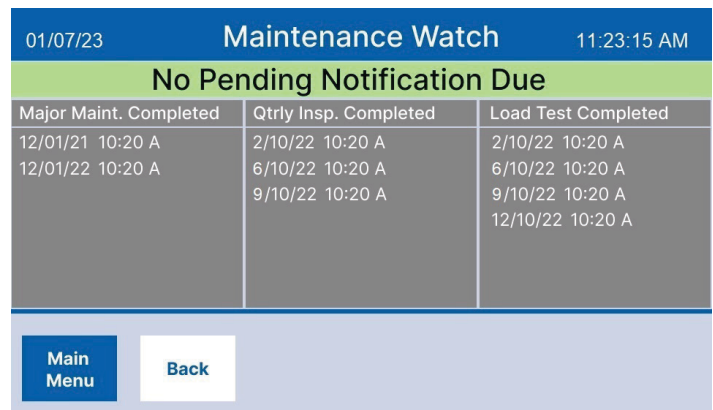 01/07/23 Maintenance Watch 11:23:15 AM
No Pending Notification Due
Major Maint. Completed Qtrly Insp. Completed Load Test Completed
12/01/21 10:20 A 2/10/22 10:20 A 2/10/22 10:20 A
12/01/22 10:20 A 6/10/22 10:20 A 6/10/22 10:20 A
9/10/22 10:20 A 9/10/22 10:20 A
12/10/22 10:20 A
Main
Menu
Back